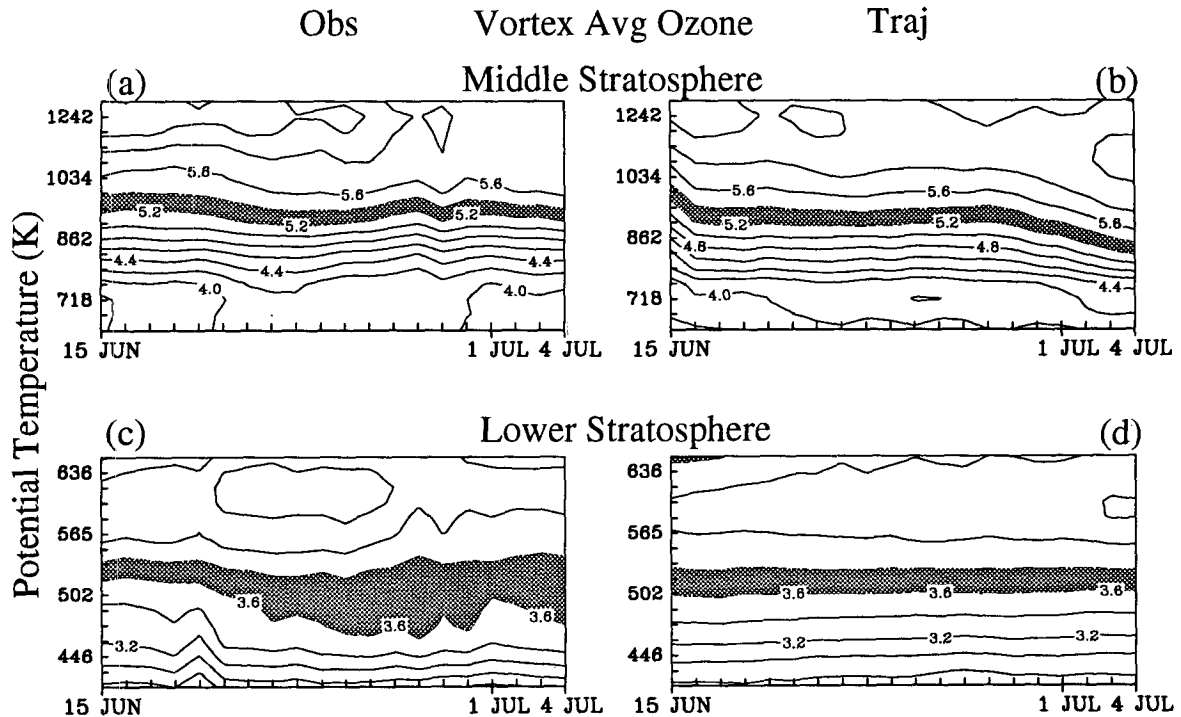 Obs Vortex Avg Ozone Traj
Middle Stratosphere
(a) (b)
Potential Temperature (K)
1242
1034
862
718
5.6 5.6 5.6
5.2 5.2
4.4 4.4 4.4
4.0 4.0
15 JUN 1 JUL 4 JUL
1242
1034
862
718
5.6 5.6 5.6
5.2 5.2
4.8 4.8
4.4
4.0
15 JUN 1 JUL 4 JUL
Lower Stratosphere
(c) (d)
636
565
502
446
3.6 3.6 3.6
3.2
15 JUN 1 JUL 4 JUL
636
565
502
446
3.6 3.6 3.6
3.2 3.2 3.2
15 JUN 1 JUL 4 JUL